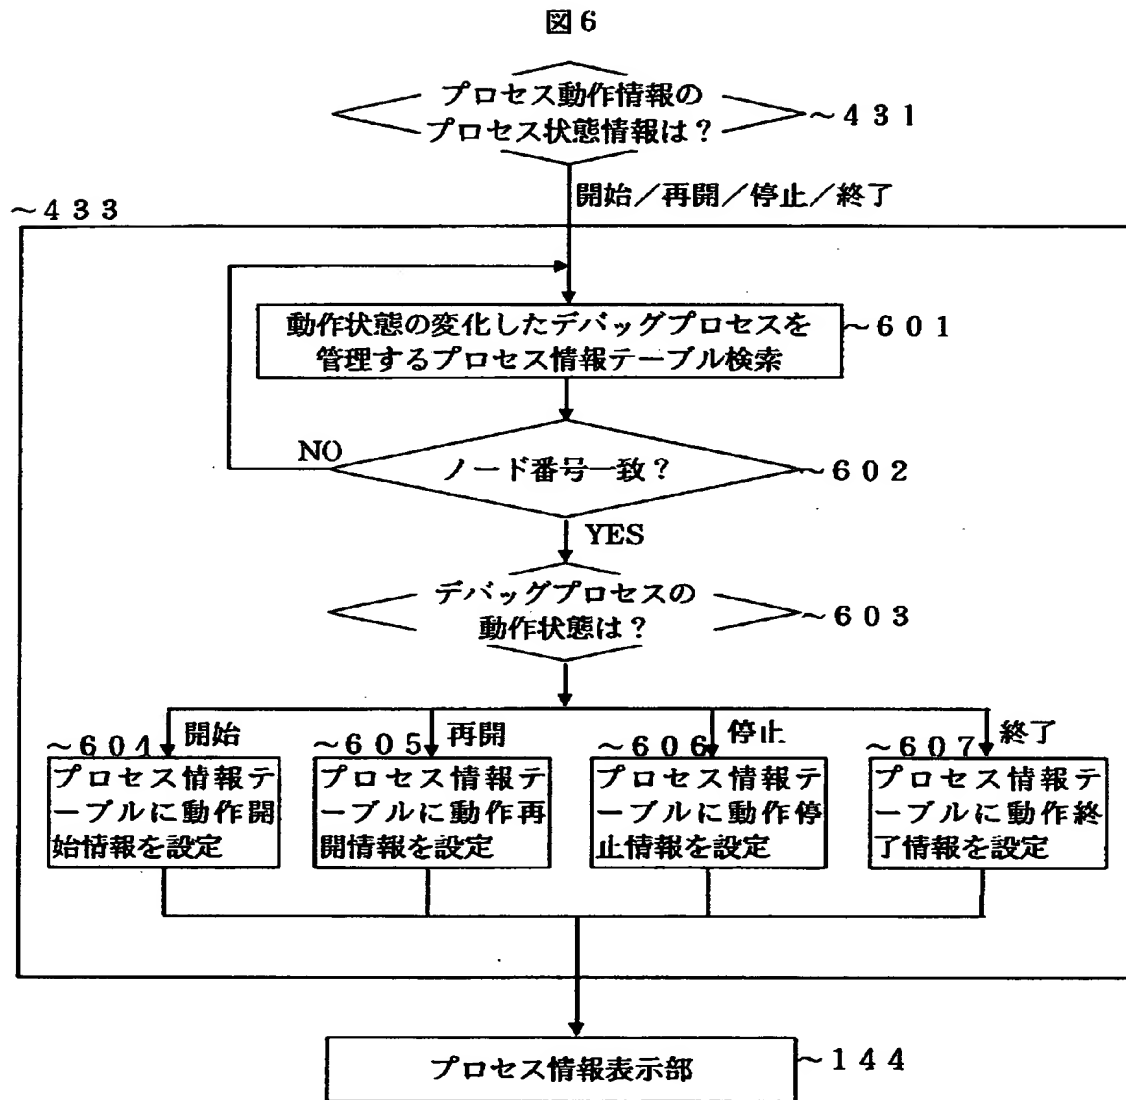 図6
プロセス動作情報の
プロセス状態情報は？
～431
開始／再開／停止／終了
～433
動作状態の変化したデバッグプロセスを
管理するプロセス情報テーブル検索
～601
NO
ノード番号一致？
～602
YES
デバッグプロセスの
動作状態は？
～603
～604
開始
～605
再開
～606
停止
～607
終了
プロセス情報テ
ーブルに動作開
始情報を設定
プロセス情報テ
ーブルに動作再
開情報を設定
プロセス情報テ
ーブルに動作停
止情報を設定
プロセス情報テ
ーブルに動作終
了情報を設定
プロセス情報表示部
～144